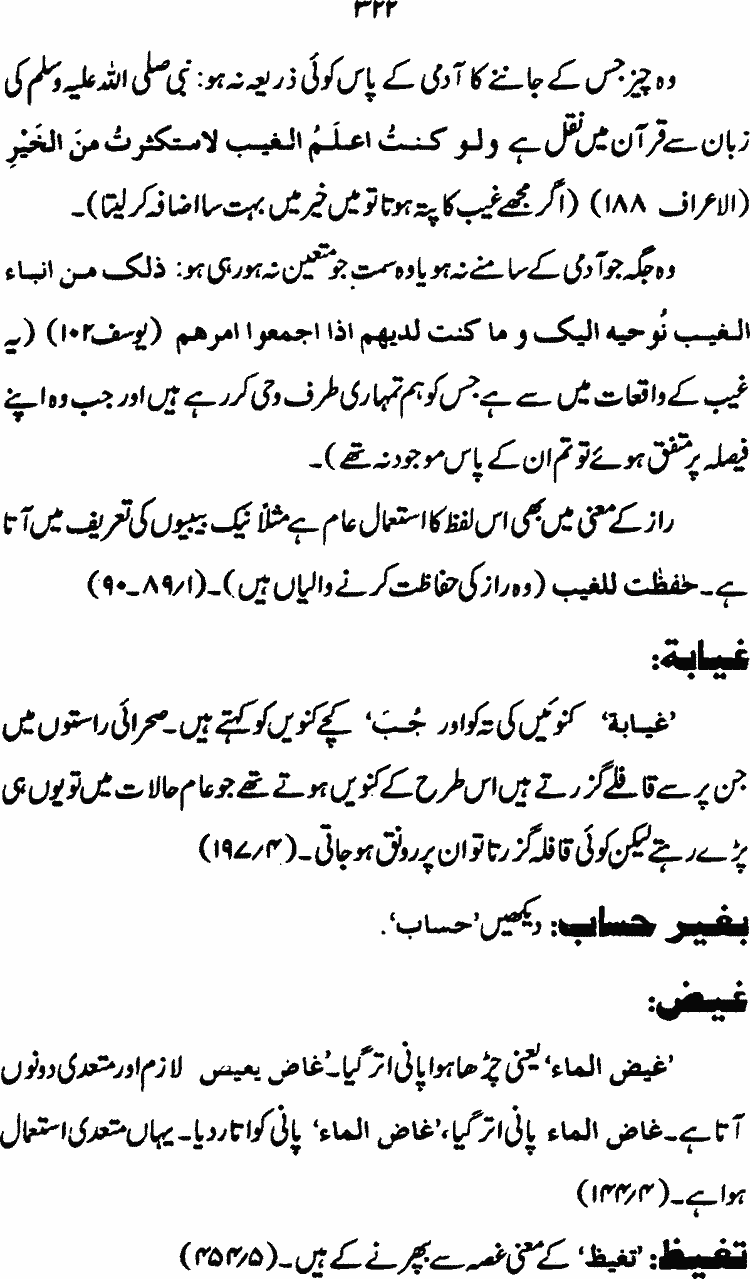 ۳۲۲
وہ چیز جس کے جاننے کا آدمی کے پاس کوئی ذریعہ نہ ہو: نبی صلی اللہ علیہ وسلم کی
زبان سے قرآن میں نقل ہے ولو کنتُ اعلَمُ الغیب لاستکثرتُ منَ الخَیْرِ
(الاعراف ۱۸۸) (اگر مجھے غیب کا پتہ ہوتا تو میں خیر میں بہت سا اضافہ کر لیتا)۔
وہ جگہ جو آدمی کے سامنے نہ ہو یا وہ سمت جو متعین نہ ہو رہی ہو: ذلک من انباء
الغیب نُوحیہ الیک و ما کنت لدیھم اذا اجمعوا امرھم (یوسف ۱۰۲) (یہ
غیب کے واقعات میں سے ہے جس کو ہم تمہاری طرف وحی کر رہے ہیں اور جب وہ اپنے
فیصلہ پر متفق ہوئے تو تم ان کے پاس موجود نہ تھے)۔
راز کے معنی میں بھی اس لفظ کا استعمال عام ہے مثلاً نیک بیبیوں کی تعریف میں آتا
ہے۔ حٰفظٰت للغیب (وہ راز کی حفاظت کرنے والیاں ہیں)۔ (۸۹/۱۔۹۰)
غیابة:
’غیابة‘ کنوئیں کی تہ کو اور جُبَ‘ کچے کنویں کو کہتے ہیں۔ صحرائی راستوں میں
جن پر سے قافلے گزرتے ہیں اس طرح کے کنویں ہوتے تھے جو عام حالات میں تو یوں ہی
پڑے رہتے لیکن کوئی قافلہ گزرتا تو ان پر رونق ہو جاتی۔ (۱۹۷/۴)
بغیر حساب: دیکھیں ’حساب‘.
غیض:
’غیض الماء‘ یعنی چڑھا ہوا پانی اتر گیا۔ ’غاض یعیص لازم اور متعدی دونوں
آتا ہے۔ غاض الماء پانی اتر گیا، ’غاض الماء‘ پانی کو اتار دیا۔ یہاں متعدی استعمال
ہوا ہے۔ (۱۴۴/۴)
تغیظ: ’تغیظ‘ کے معنی غصہ سے بپھرنے کے ہیں۔ (۴۵۴/۵)